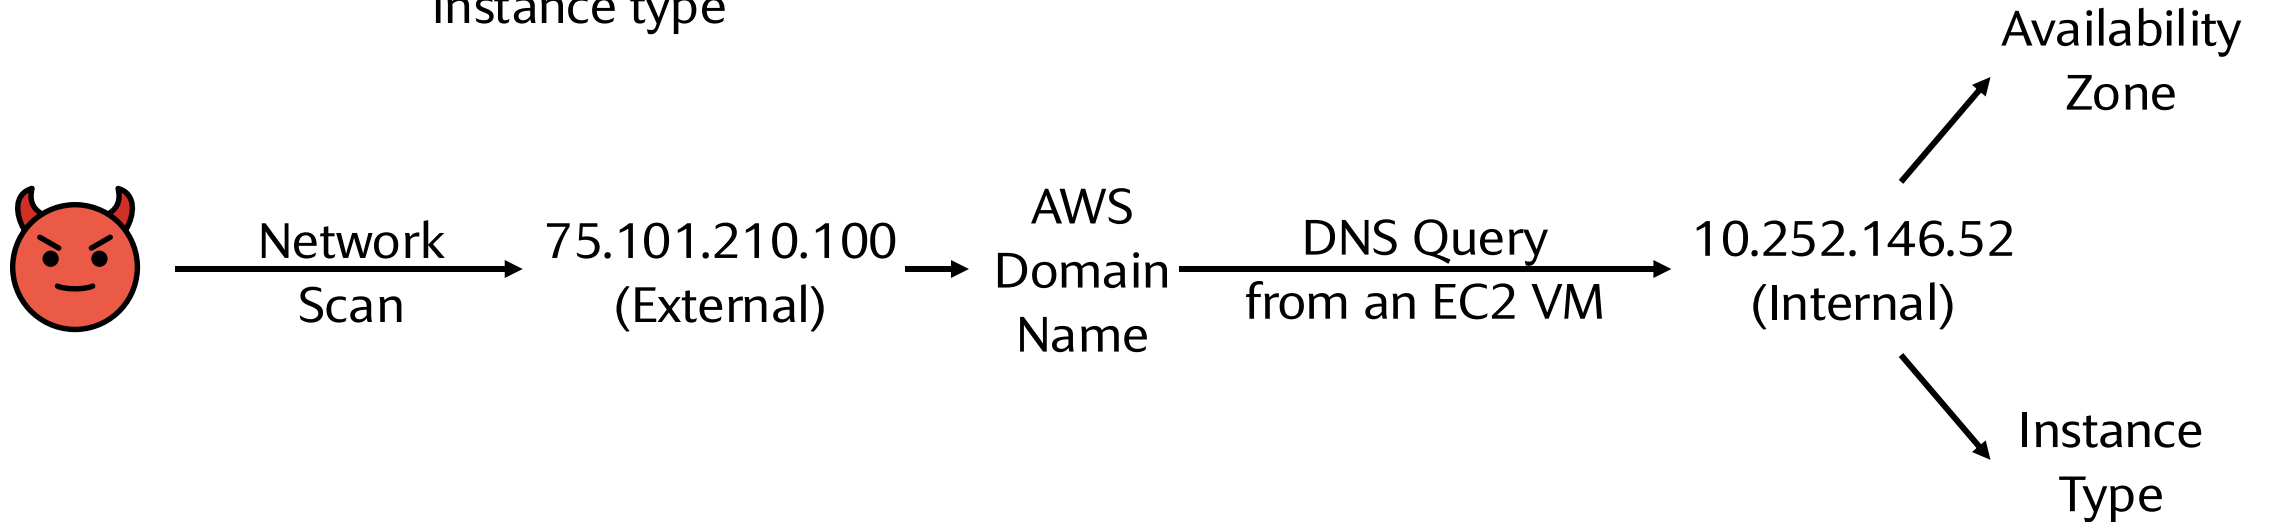 Instance type
Availability
Zone
Network
Scan
75.101.210.100
(External)
AWS
Domain
Name
DNS Query
from an EC2 VM
10.252.146.52
(Internal)
Instance
Type